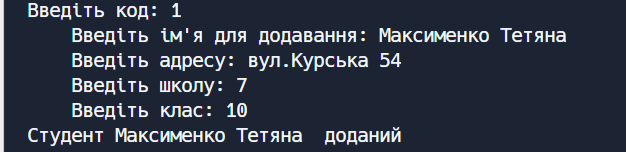 Введіть код: 1
Введіть ім'я для додавання: Максименко Тетяна
Введіть адресу: вул.Курська 54
Введіть школу: 7
Введіть клас: 10
Студент Максименко Тетяна  доданий